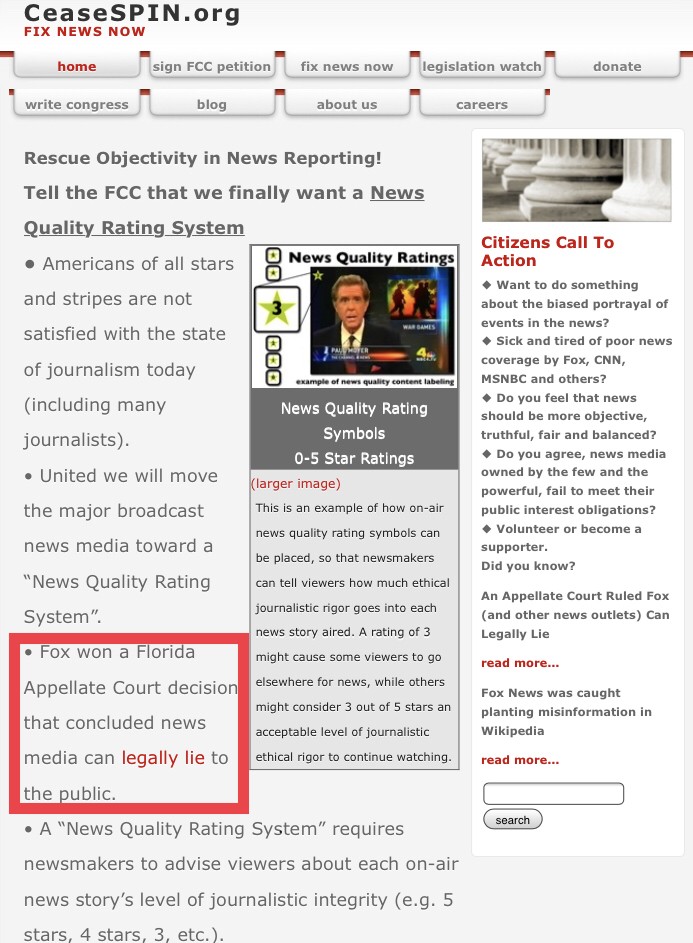 CeaseSPIN.org
FIX NEWS NOW
home
sign FCC petition
fix news now
legislation watch
donate
write congress
blog
about us
careers
Rescue Objectivity in News Reporting!
Tell the FCC that we finally want a News
Quality Rating System
• Americans of all stars
and stripes are not
satisfied with the state
of journalism today
(including many
journalists).
• United we will move
the major broadcast
news media toward a
“News Quality Rating
System”.
• Fox won a Florida
Appellate Court decision
that concluded news
media can legally lie to
the public.
News Quality Ratings
3
WAR GAMES
PAUL MOYER
4
example of news quality content labeling
News Quality Rating
Symbols
0-5 Star Ratings
(larger image)
This is an example of how on-air
news quality rating symbols can
be placed, so that newsmakers
can tell viewers how much ethical
journalistic rigor goes into each
news story aired. A rating of 3
might cause some viewers to go
elsewhere for news, while others
might consider 3 out of 5 stars an
acceptable level of journalistic
ethical rigor to continue watching.
• A “News Quality Rating System” requires
newsmakers to advise viewers about each on-air
news story’s level of journalistic integrity (e.g. 5
stars, 4 stars, 3, etc.).
Citizens Call To
Action
❖ Want to do something
about the biased portrayal of
events in the news?
❖ Sick and tired of poor news
coverage by Fox, CNN,
MSNBC and others?
❖ Do you feel that news
should be more objective,
truthful, fair and balanced?
❖ Do you agree, news media
owned by the few and the
powerful, fail to meet their
public interest obligations?
❖ Volunteer or become a
supporter.
Did you know?
An Appellate Court Ruled Fox
(and other news outlets) Can
Legally Lie
read more...
Fox News was caught
planting misinformation in
Wikipedia
read more...
search